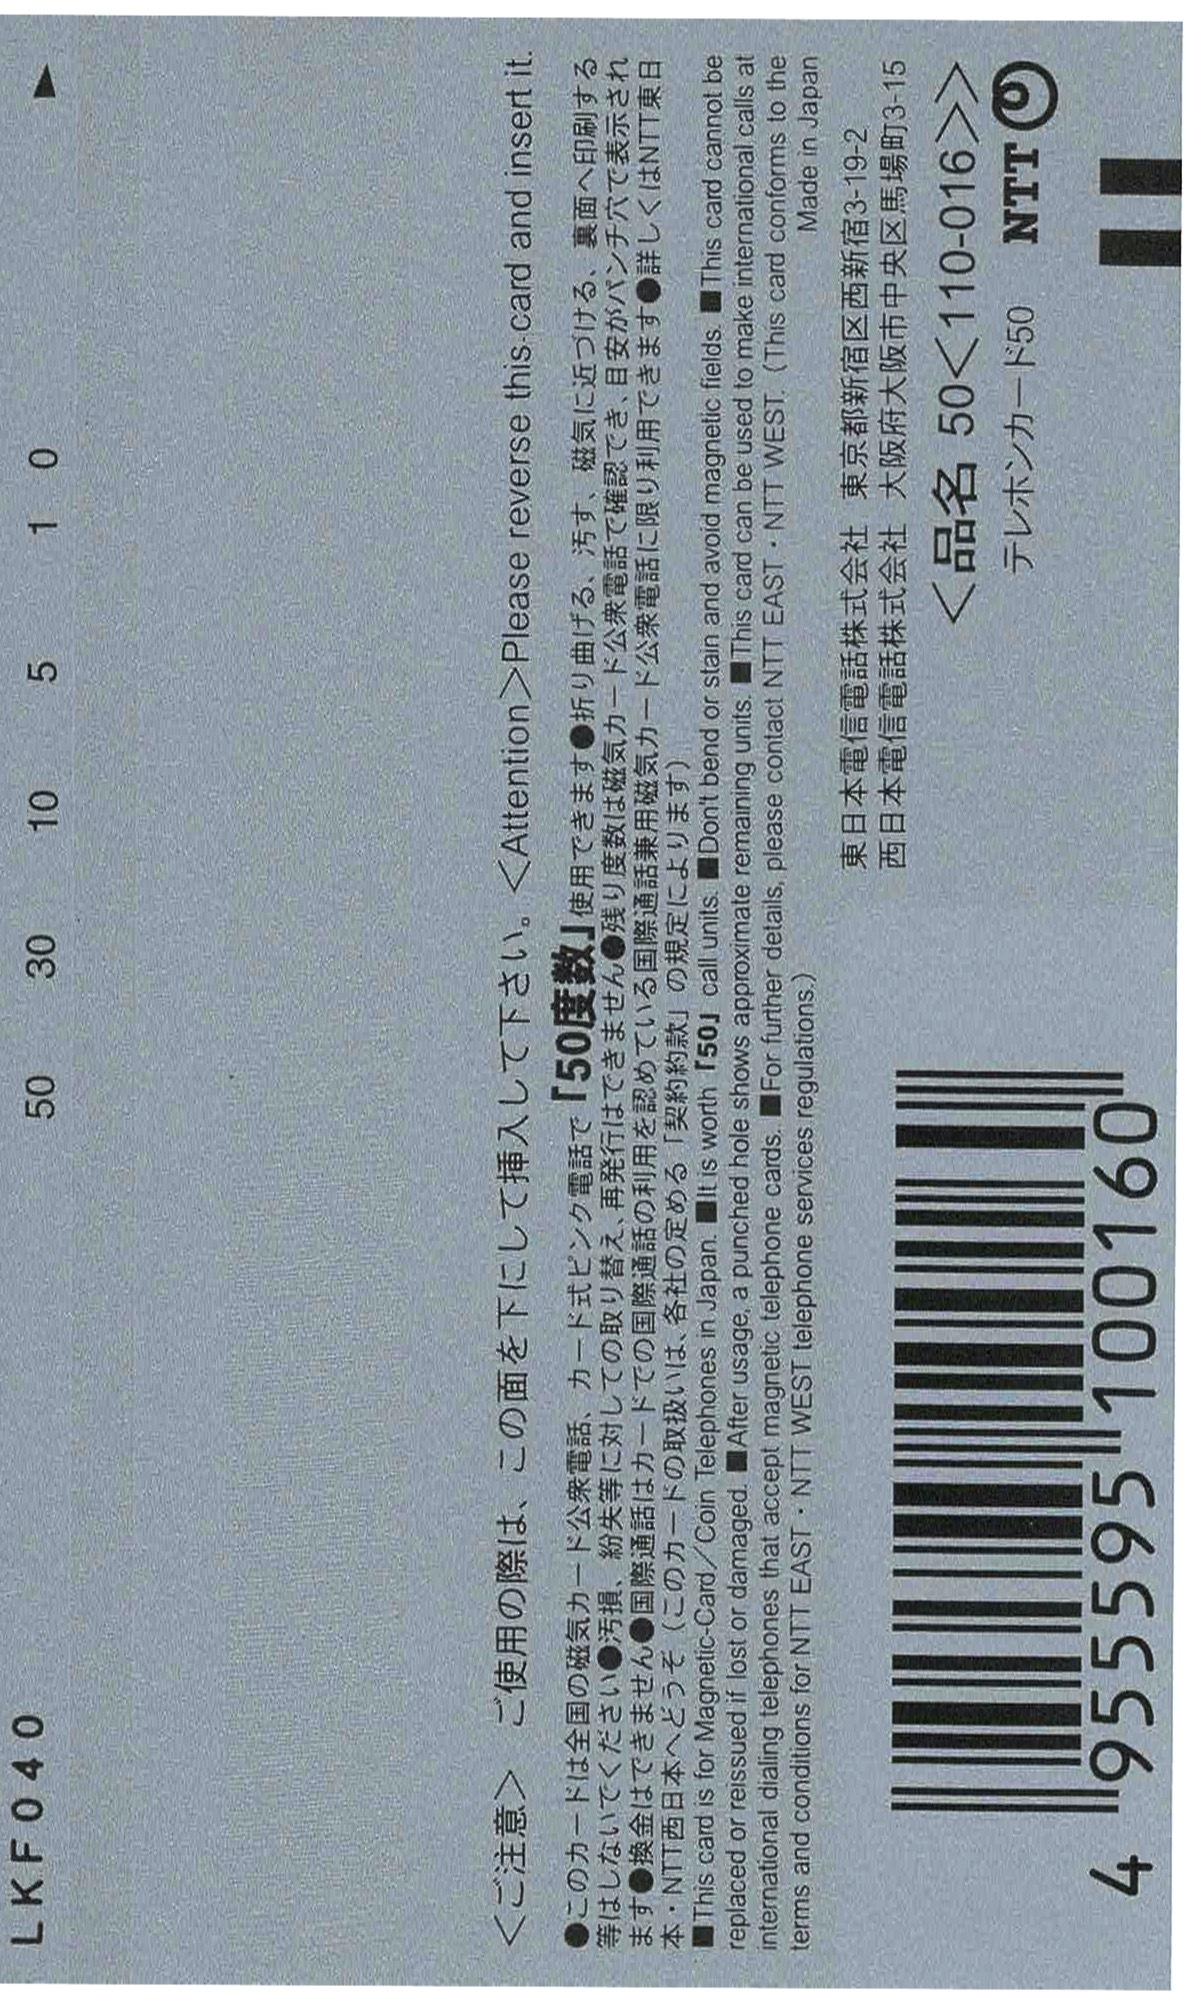 LKF040 50 30 10 5 1 0 ▶
＜ご注意＞ ご使用の際は、この面を下にして挿入して下さい。＜Attention＞Please reverse this card and insert it.
●このカードは全国の磁気カード公衆電話、カード式ピンク電話で「50度数」使用できます●折り曲げる、汚す、磁気に近づける、裏面へ印刷する
等はしないでください●汚損、紛失等に対しての取り替え、再発行はできません●残り度数は磁気カード公衆電話で確認でき、目安がパンチ穴で表示され
ます●換金はできません●国際通話はカードでの国際通話の利用を認めている国際通話兼用磁気カード公衆電話に限り利用できます●詳しくはNTT東日
本・NTT西日本へどうぞ（このカードの取扱いは、各社の定める「契約約款」の規定によります）
■This card is for Magnetic-Card／Coin Telephones in Japan. ■It is worth「50」call units. ■Don't bend or stain and avoid magnetic fields. ■This card cannot be
replaced or reissued if lost or damaged. ■After usage, a punched hole shows approximate remaining units. ■This card can be used to make international calls at
international dialing telephones that accept magnetic telephone cards. ■For further details, please contact NTT EAST・NTT WEST.（This card conforms to the
terms and conditions for NTT EAST・NTT WEST telephone services regulations.）
Made in Japan
東日本電信電話株式会社 東京都新宿区西新宿3-19-2
西日本電信電話株式会社 大阪府大阪市中央区馬場町3-15
＜品名 50＜110-016＞＞
テレホンカード50 NTT
4 955595 100160